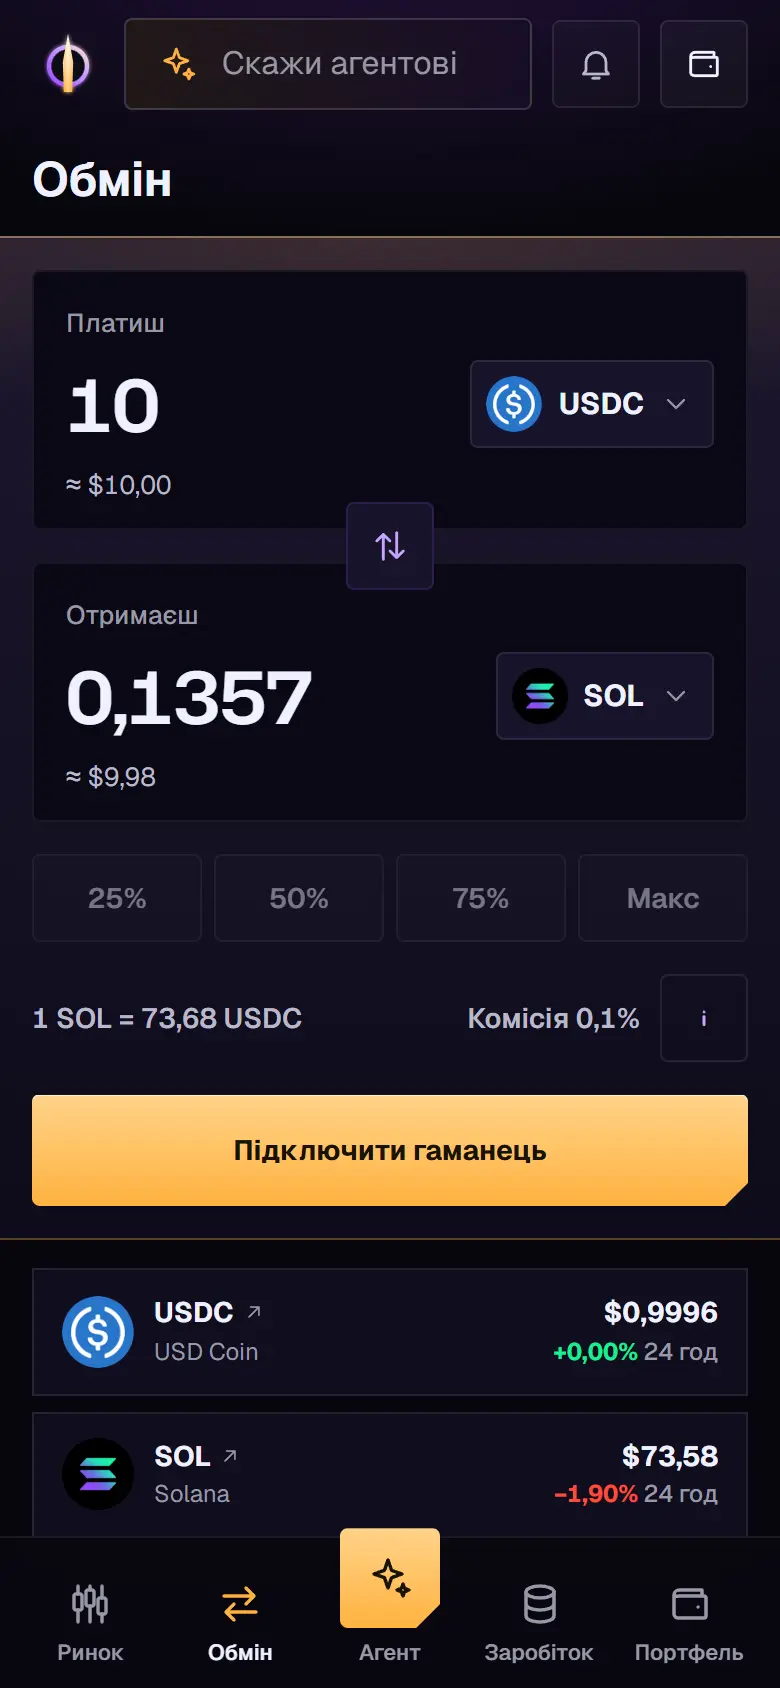 Скажи агентові
Обмін
Платиш
10
USDC
≈ $10,00
Отримаєш
0,1357
SOL
≈ $9,98
25%
50%
75%
Макс
1 SOL = 73,68 USDC
Комісія 0,1%
i
Підключити гаманець
USDC
$0,9996
USD Coin
+0,00% 24 год
SOL
$73,58
Solana
−1,90% 24 год
Ринок
Обмін
Агент
Заробіток
Портфель